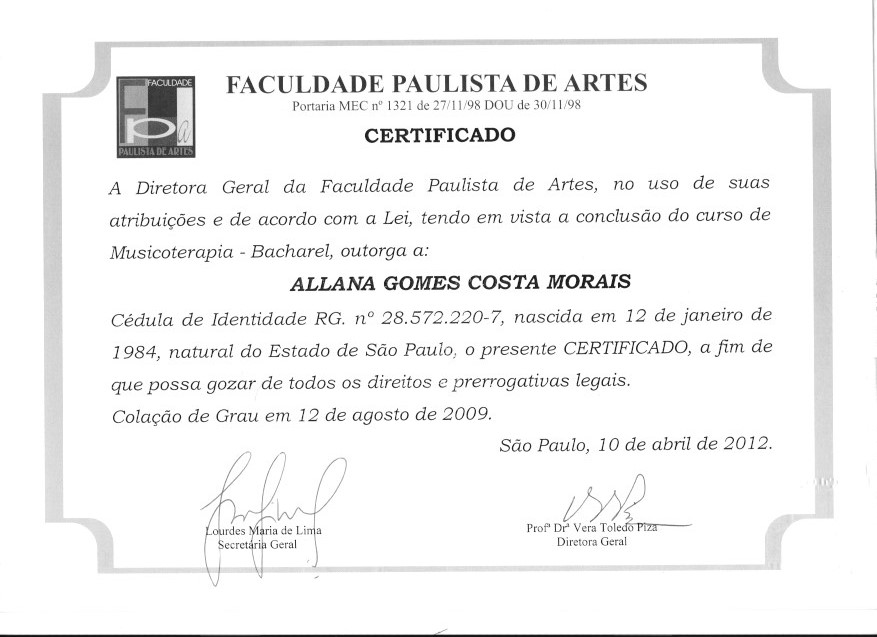 FACULDADE
PAULISTA DE ARTES
FACULDADE PAULISTA DE ARTES
Portaria MEC nº 1321 de 27/11/98 DOU de 30/11/98
CERTIFICADO
A Diretora Geral da Faculdade Paulista de Artes, no uso de suas
atribuições e de acordo com a Lei, tendo em vista a conclusão do curso de
Musicoterapia - Bacharel, outorga a:
ALLANA GOMES COSTA MORAIS
Cédula de Identidade RG. nº 28.572.220-7, nascida em 12 de janeiro de
1984, natural do Estado de São Paulo, o presente CERTIFICADO, a fim de
que possa gozar de todos os direitos e prerrogativas legais.
Colação de Grau em 12 de agosto de 2009.
São Paulo, 10 de abril de 2012.
Lourdes Maria de Lima
Secretária Geral
Profª Drª Vera Toledo Piza
Diretora Geral